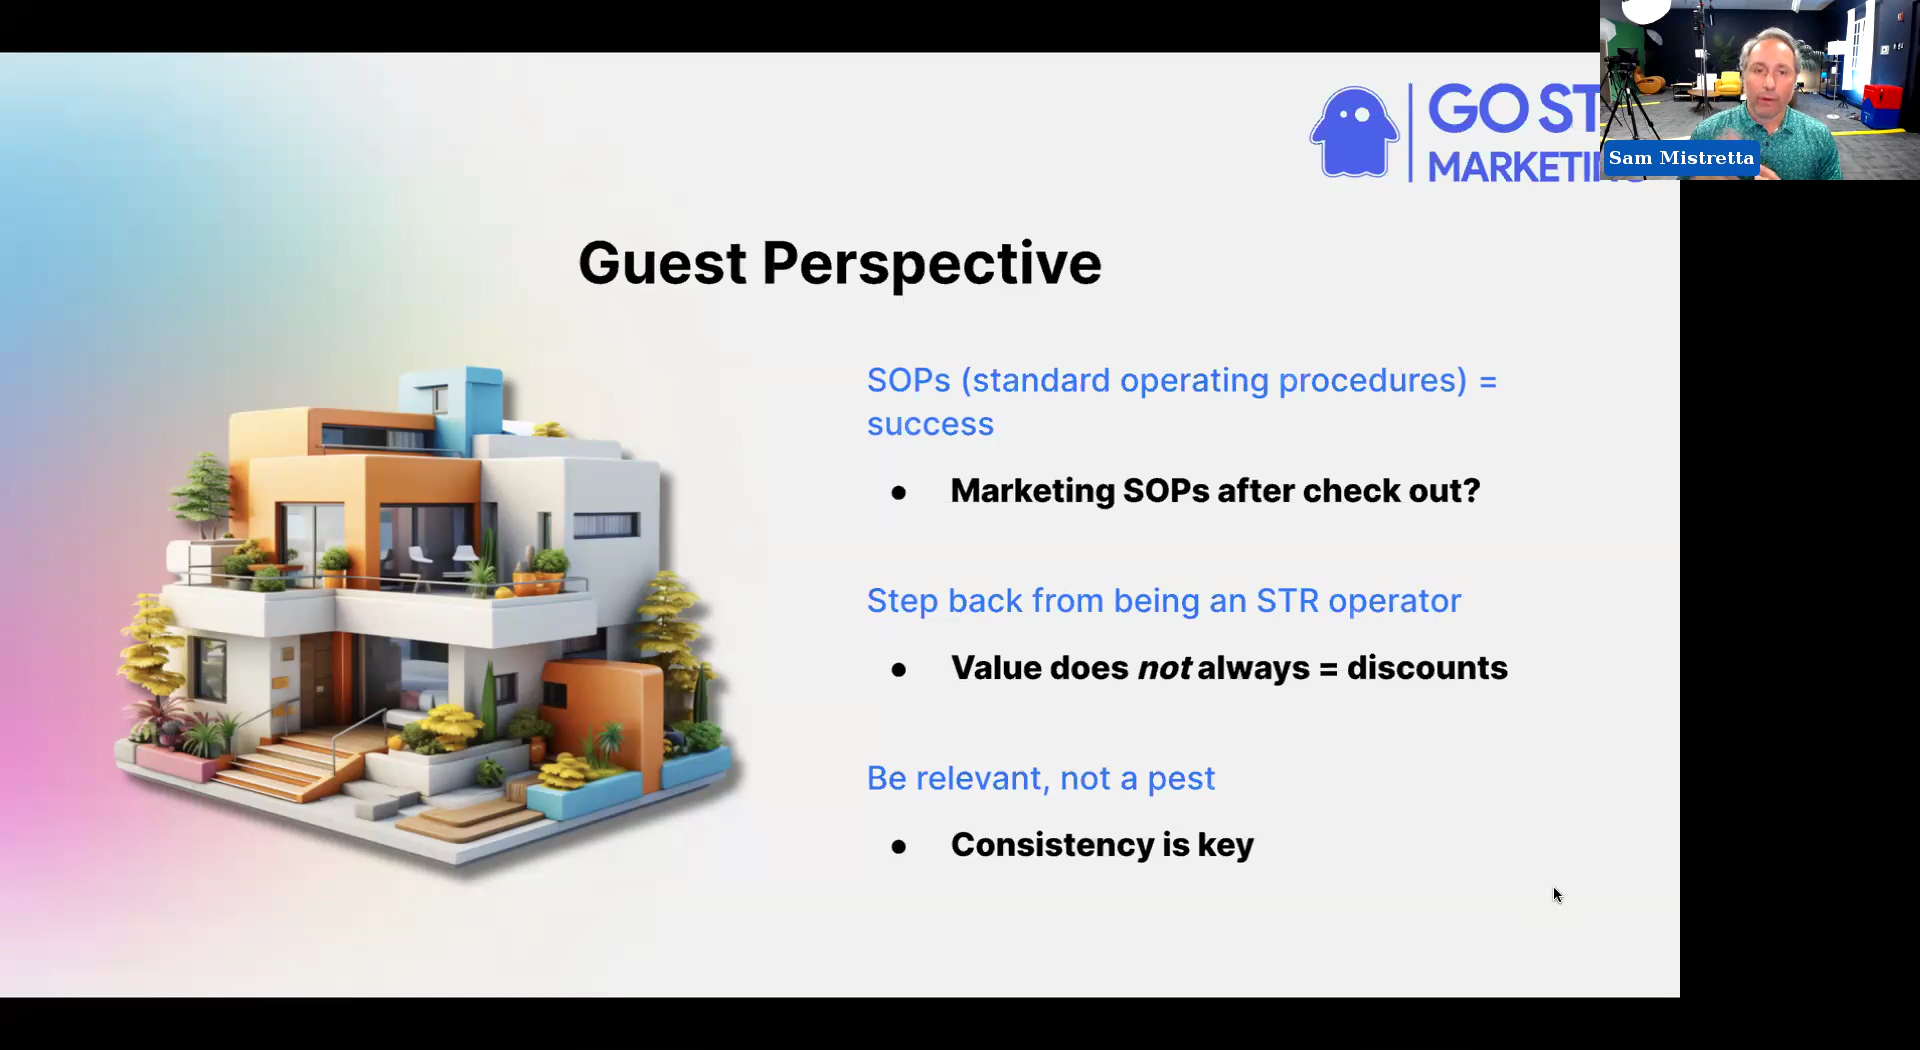 GO ST
MARKETIN
Sam Mistretta
Guest Perspective
SOPs (standard operating procedures) =
success
● Marketing SOPs after check out?
Step back from being an STR operator
● Value does not always = discounts
Be relevant, not a pest
● Consistency is key